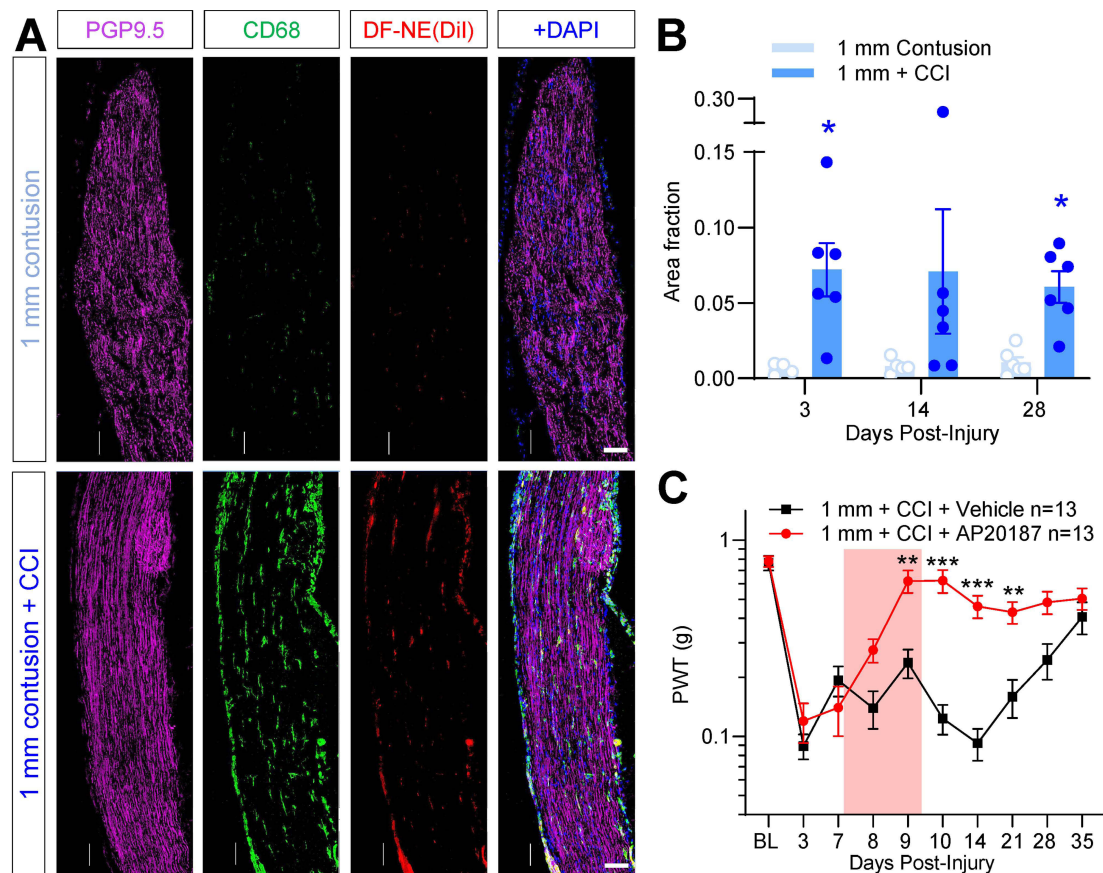 A
PGP9.5
CD68
DF-NE(DiI)
+DAPI
1 mm contusion
1 mm contusion + CCI
B
1 mm Contusion
1 mm + CCI
Area fraction
0.30
0.15
0.10
0.05
0.00
*
*
3
14
28
Days Post-Injury
C
1 mm + CCI + Vehicle n=13
1 mm + CCI + AP20187 n=13
PWT (g)
1
0.1
**
***
***
**
BL
3
7
8
9
10
14
21
28
35
Days Post-Injury